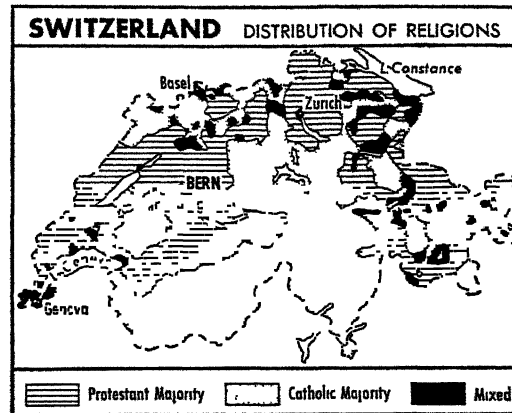 SWITZERLAND DISTRIBUTION OF RELIGIONS
L. Constance
Basel
Zurich
BERN
Geneva
Protestant Majority Catholic Majority Mixed